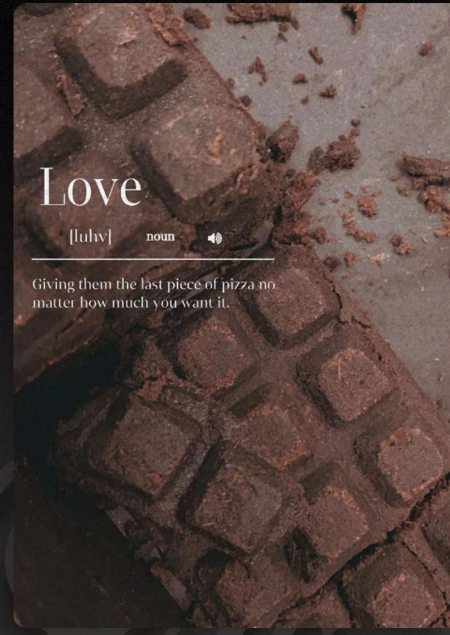 Love
[luhv] noun
Giving them the last piece of pizza no
matter how much you want it.